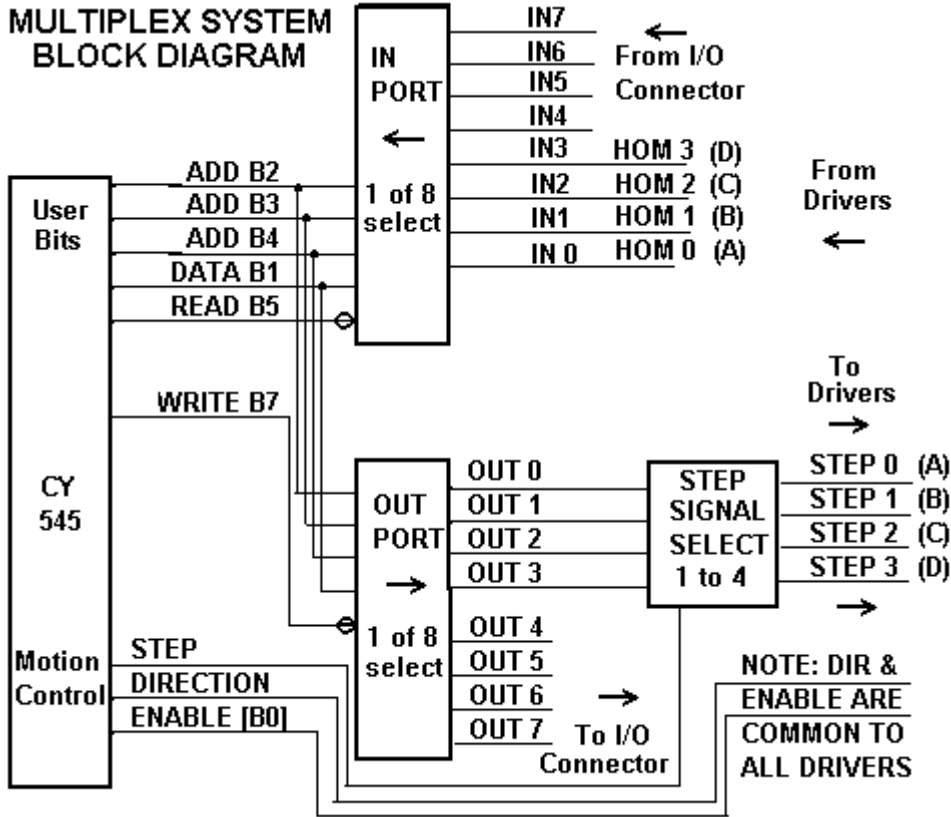 MULTIPLEX SYSTEM
BLOCK DIAGRAM
IN
PORT
1 of 8
select
IN7
IN6
IN5
IN4
IN3 HOM 3 (D)
IN2 HOM 2 (C)
IN1 HOM 1 (B)
IN 0 HOM 0 (A)
From I/O
Connector
From
Drivers
User
Bits
ADD B2
ADD B3
ADD B4
DATA B1
READ B5
WRITE B7
CY
545
Motion
Control
STEP
DIRECTION
ENABLE [B0]
OUT
PORT
1 of 8
select
OUT 0
OUT 1
OUT 2
OUT 3
OUT 4
OUT 5
OUT 6
OUT 7
To I/O
Connector
STEP
SIGNAL
SELECT
1 to 4
To
Drivers
STEP 0 (A)
STEP 1 (B)
STEP 2 (C)
STEP 3 (D)
NOTE: DIR &
ENABLE ARE
COMMON TO
ALL DRIVERS